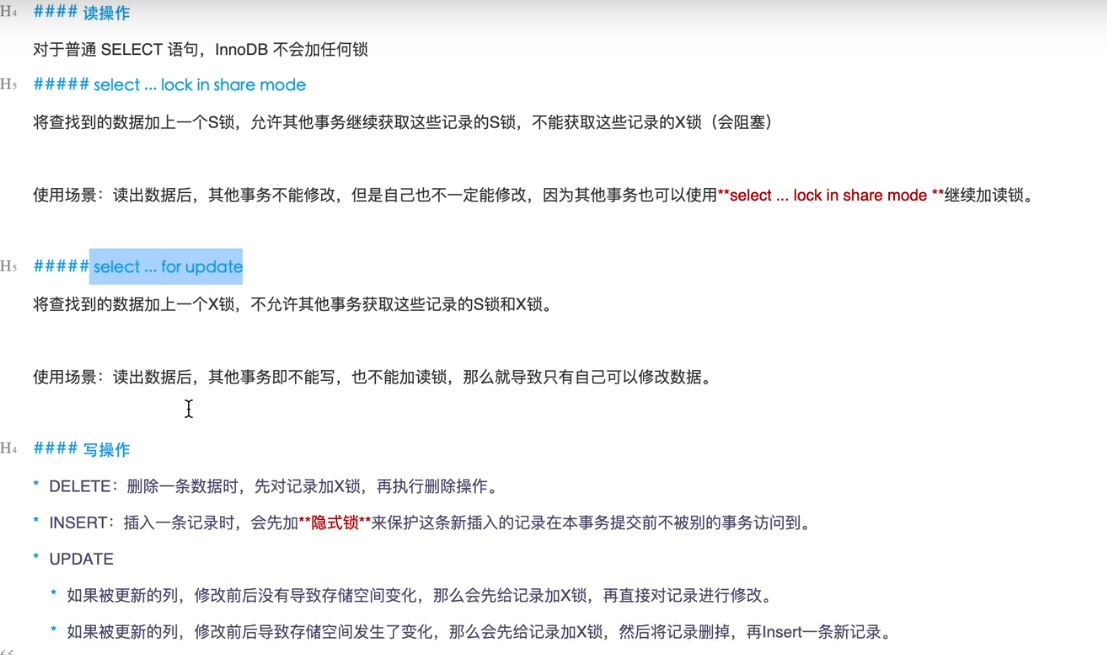 H4 #### 读操作
对于普通 SELECT 语句，InnoDB 不会加任何锁
H5 ##### select ... lock in share mode
将查找到的数据加上一个S锁，允许其他事务继续获取这些记录的S锁，不能获取这些记录的X锁（会阻塞）
使用场景：读出数据后，其他事务不能修改，但是自己也不一定能修改，因为其他事务也可以使用**select ... lock in share mode **继续加读锁。
H5 ##### select ... for update
将查找到的数据加上一个X锁，不允许其他事务获取这些记录的S锁和X锁。
使用场景：读出数据后，其他事务即不能写，也不能加读锁，那么就导致只有自己可以修改数据。
H4 #### 写操作
* DELETE：删除一条数据时，先对记录加X锁，再执行删除操作。
* INSERT：插入一条记录时，会先加**隐式锁**来保护这条新插入的记录在本事务提交前不被别的事务访问到。
* UPDATE
* 如果被更新的列，修改前后没有导致存储空间变化，那么会先给记录加X锁，再直接对记录进行修改。
* 如果被更新的列，修改前后导致存储空间发生了变化，那么会先给记录加X锁，然后将记录删掉，再Insert一条新记录。